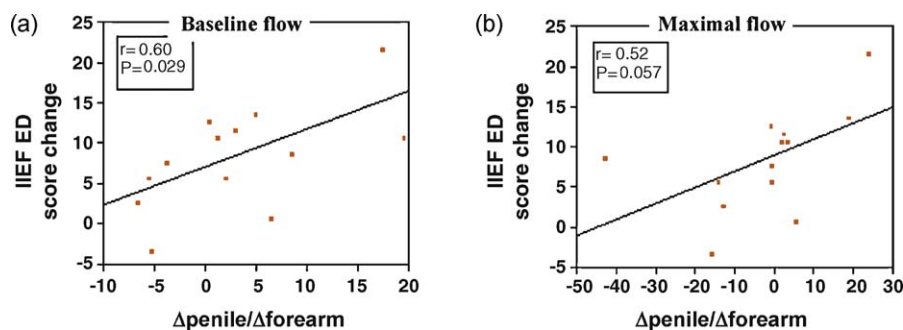 (a)
Baseline flow
r= 0.60
P=0.029
IIEF ED
score change
25
20
15
10
5
0
-5
-10 -5 0 5 10 15 20
Δpenile/Δforearm
(b)
Maximal flow
r= 0.52
P=0.057
IIEF ED
score change
25
20
15
10
5
0
-5
-50 -40 -30 -20 -10 0 10 20 30
Δpenile/Δforearm